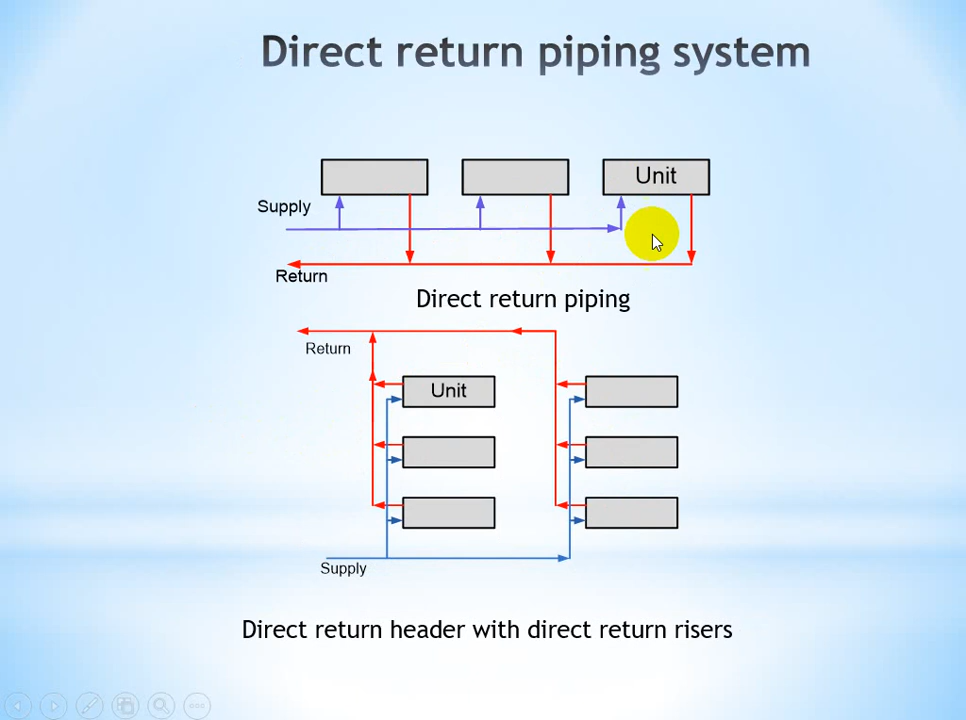 Direct return piping system
Unit
Supply
Return
Direct return piping
Return
Unit
Supply
Direct return header with direct return risers